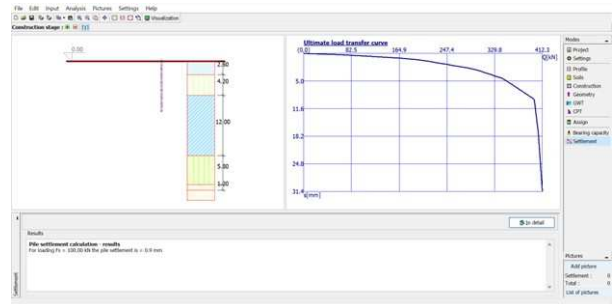 File Edit Input Analysis Pictures Settings Help
Visualization
Construction stage :
[1]
0.00
2.60
4.20
12.00
5.80
Ultimate load transfer curve
82.5 164.9 247.4 329.8 412.3
Q[kN]
5.0
11.6
18.2
24.8
31.4
s[mm]
Modes
Project
Settings
Profile
Soils
Construction
Geometry
GWT
CPT
Assign
Bearing capacity
Settlement
In detail
Results
Pile settlement calculation - results
For loading
100.00 kN the pile settlement is
0.9 mm.
Settlement
Pictures
Add picture
Settlement : 0
Total : 0
List of pictures